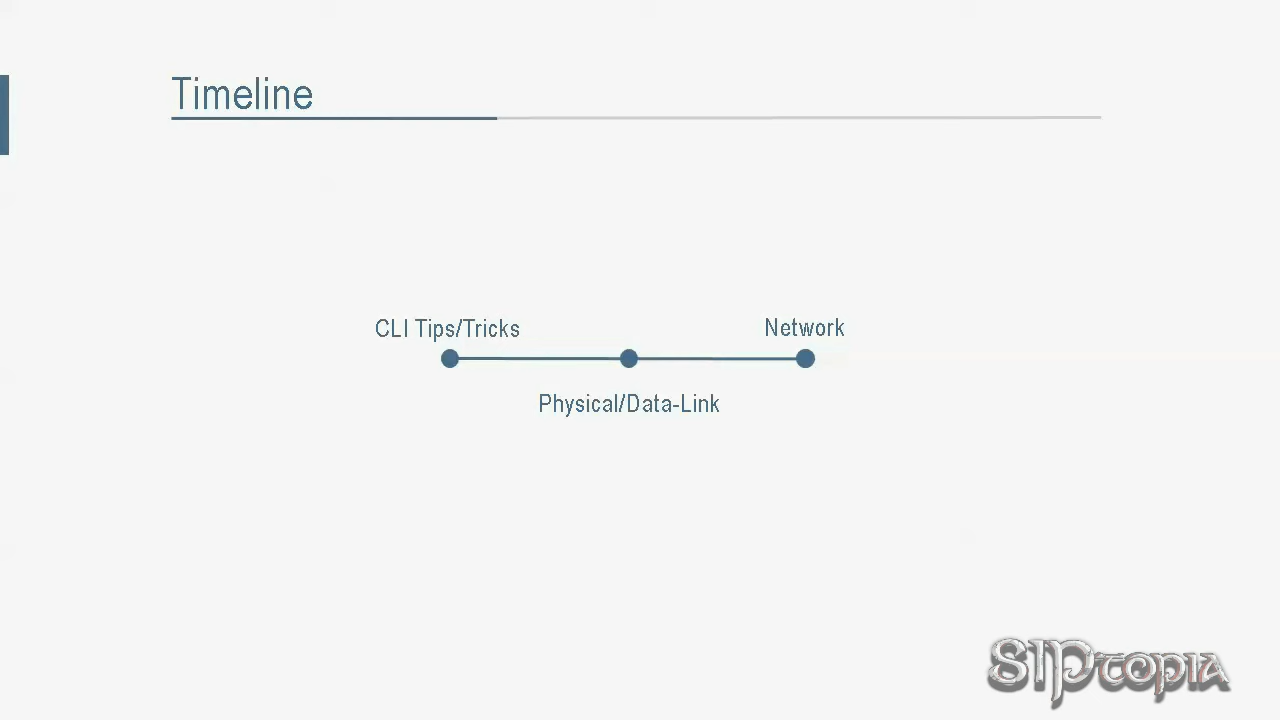 Timeline
CLI Tips/Tricks
Network
Physical/Data-Link
SIPtopia